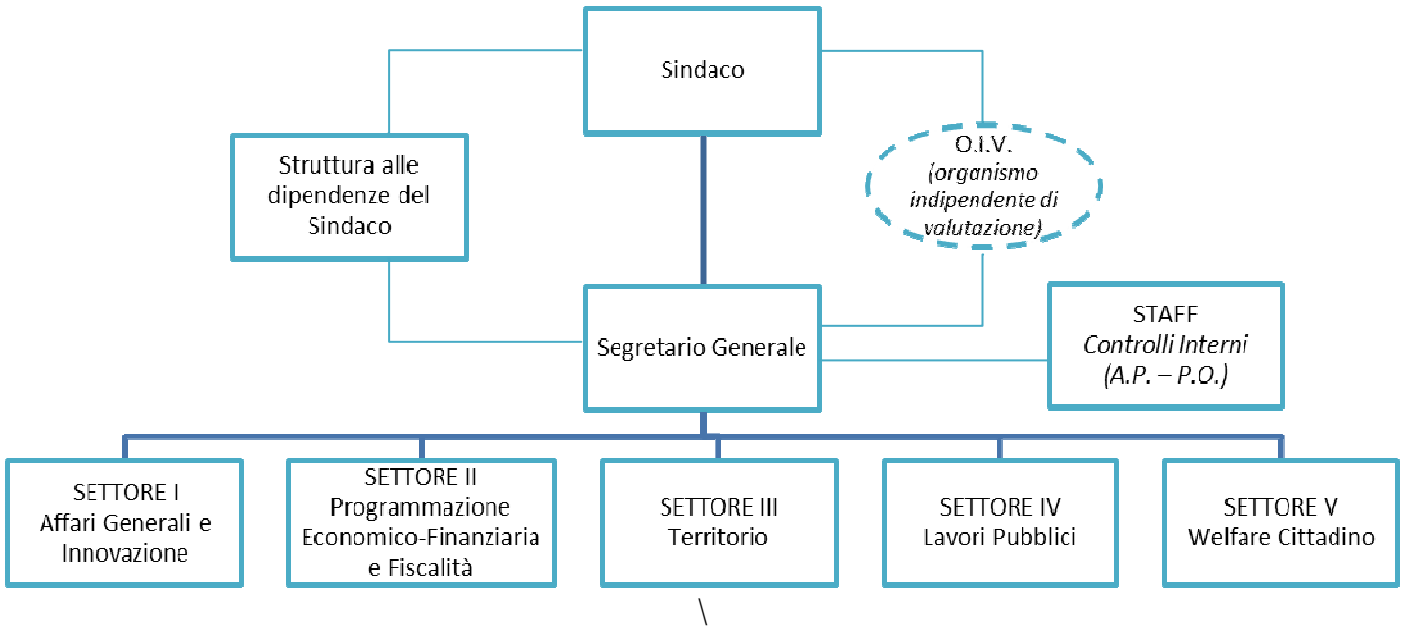 Sindaco
Struttura alle
dipendenze del
Sindaco
O.I.V.
(organismo
indipendente di
valutazione)
Segretario Generale
STAFF
Controlli Interni
(A.P. – P.O.)
SETTORE I
Affari Generali e
Innovazione
SETTORE II
Programmazione
Economico-Finanziaria
e Fiscalità
SETTORE III
Territorio
SETTORE IV
Lavori Pubblici
SETTORE V
Welfare Cittadino
\